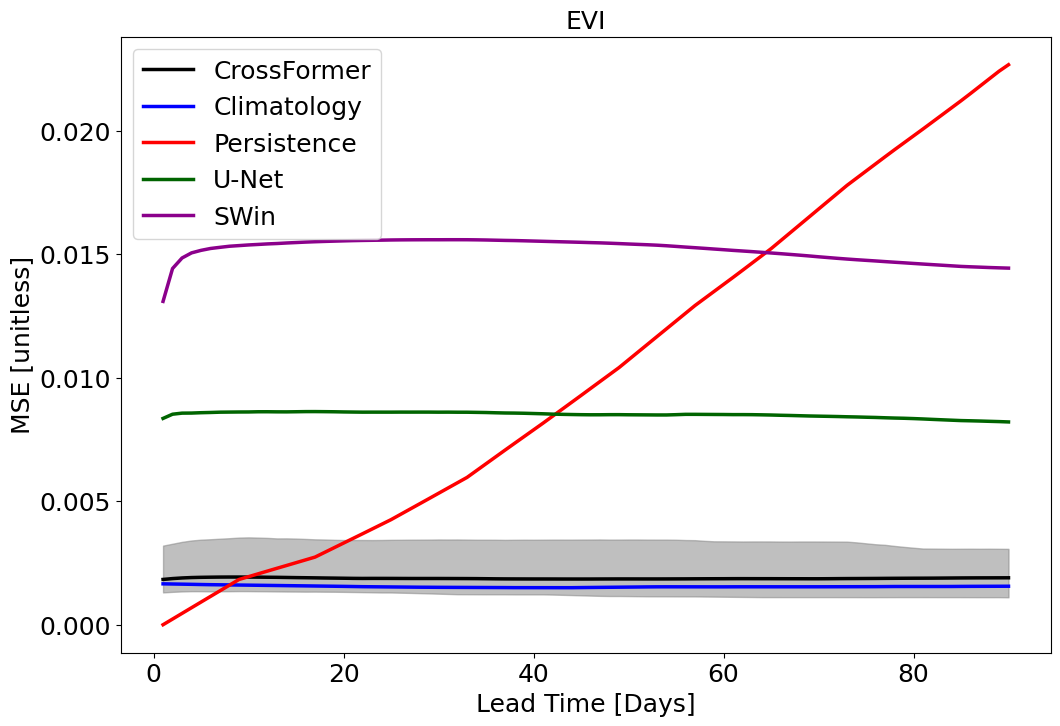 EVI
CrossFormer
Climatology
Persistence
U-Net
SWin
MSE [unitless]
0.020
0.015
0.010
0.005
0.000
0 20 40 60 80
Lead Time [Days]